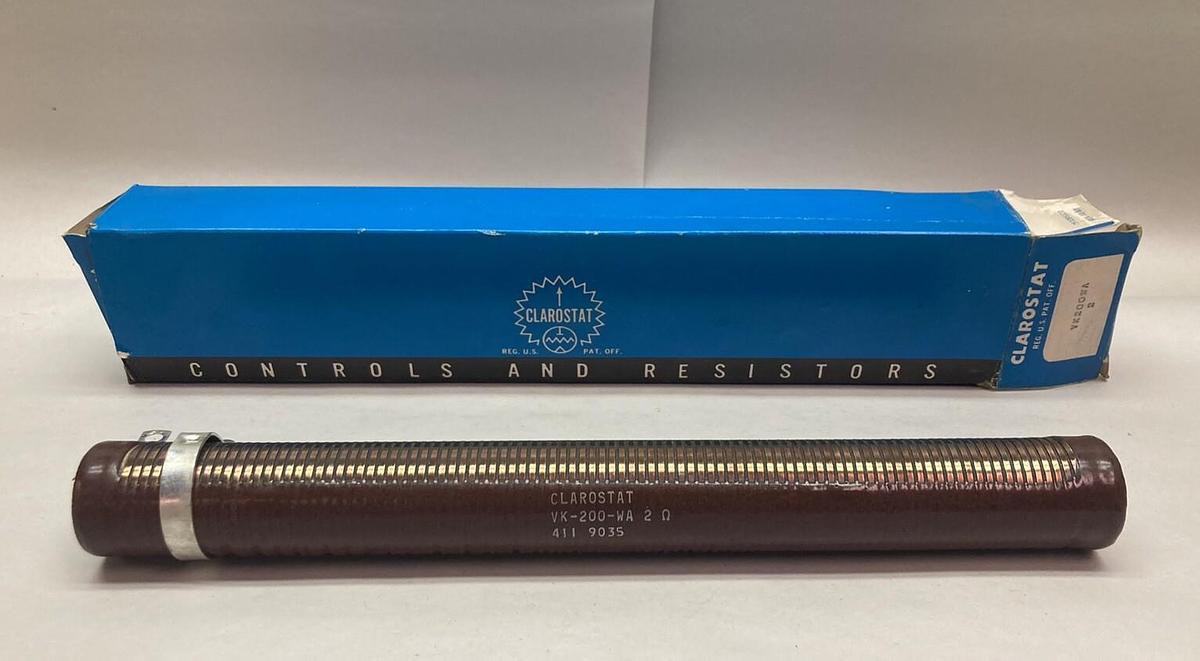 CLAROSTAT
REG. U.S. PAT. OFF.
CONTROLS AND RESISTORS
CLAROSTAT
REG. U.S. PAT. OFF.
VK200WA
2
CLAROSTAT
VK-200-WA 2 Ω
411 9035